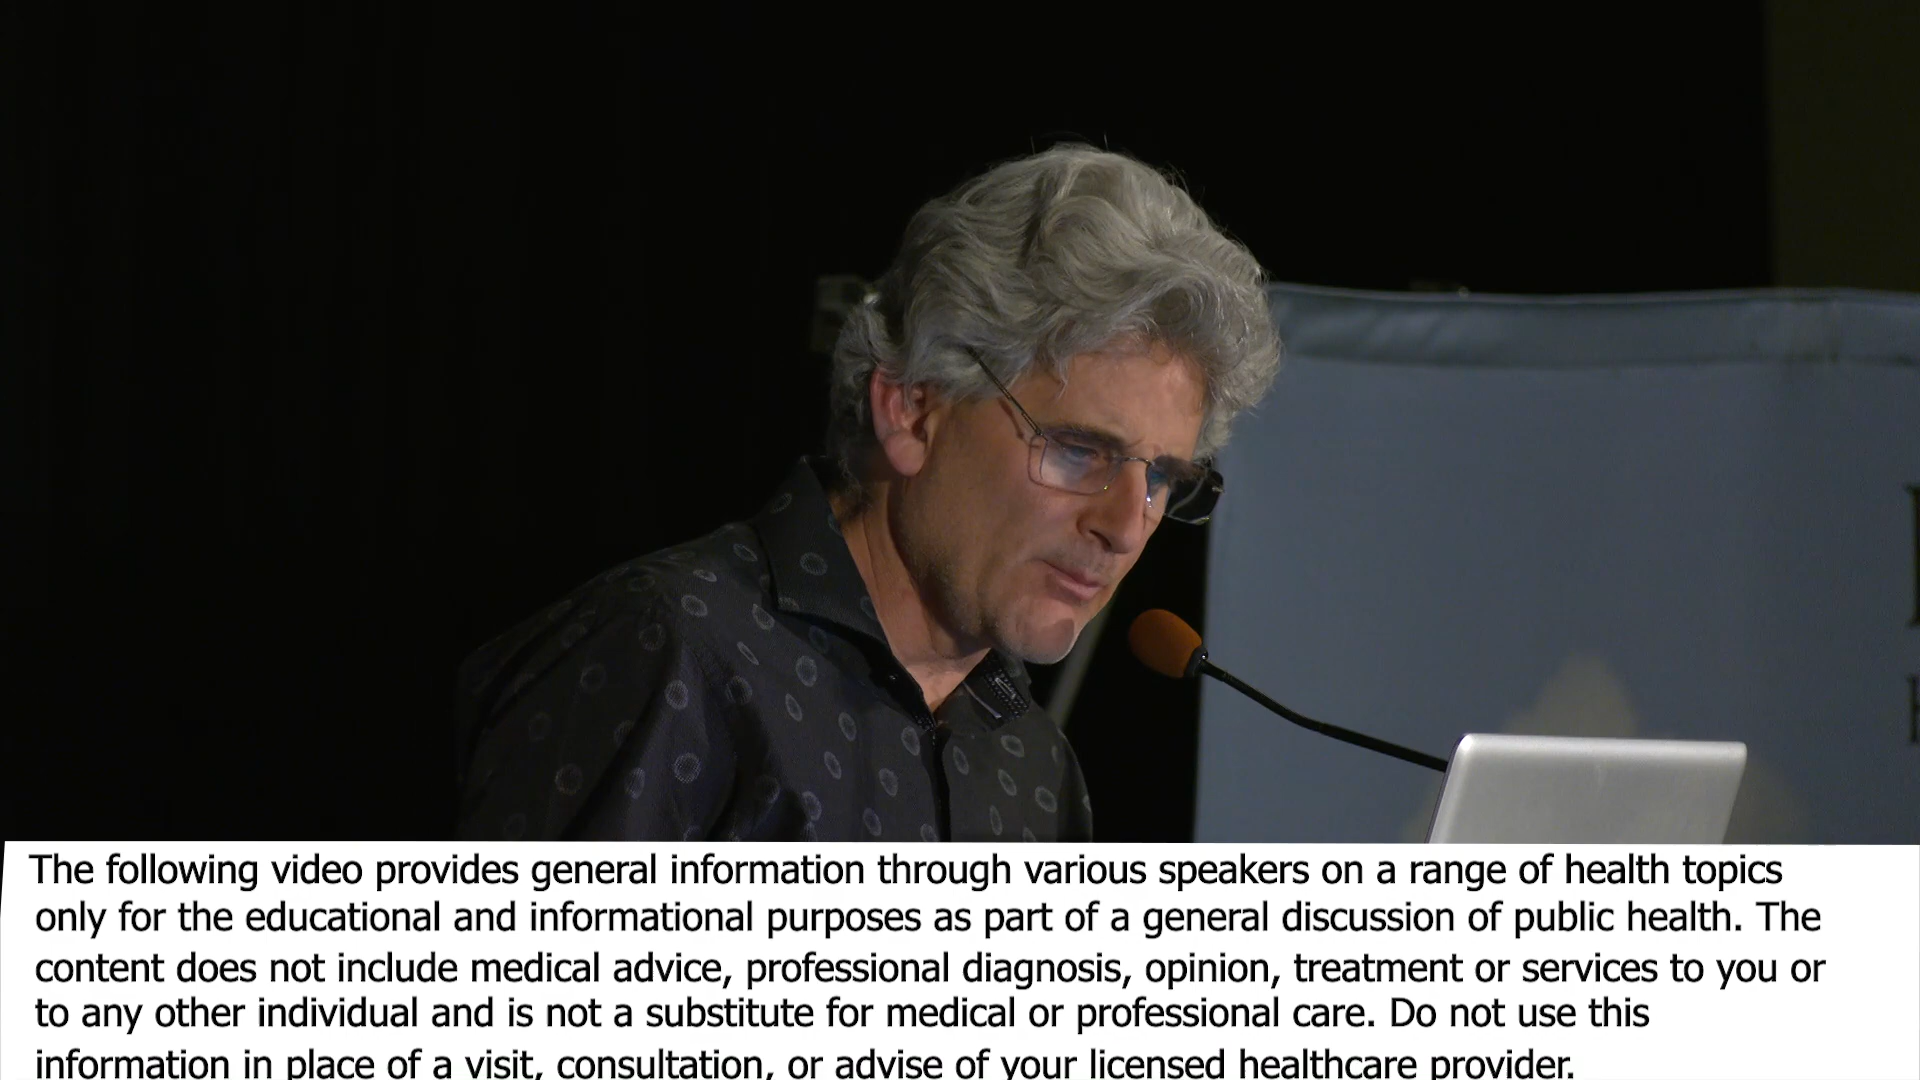 The following video provides general information through various speakers on a range of health topics
only for the educational and informational purposes as part of a general discussion of public health. The
content does not include medical advice, professional diagnosis, opinion, treatment or services to you or
to any other individual and is not a substitute for medical or professional care. Do not use this
information in place of a visit, consultation, or advise of your licensed healthcare provider.